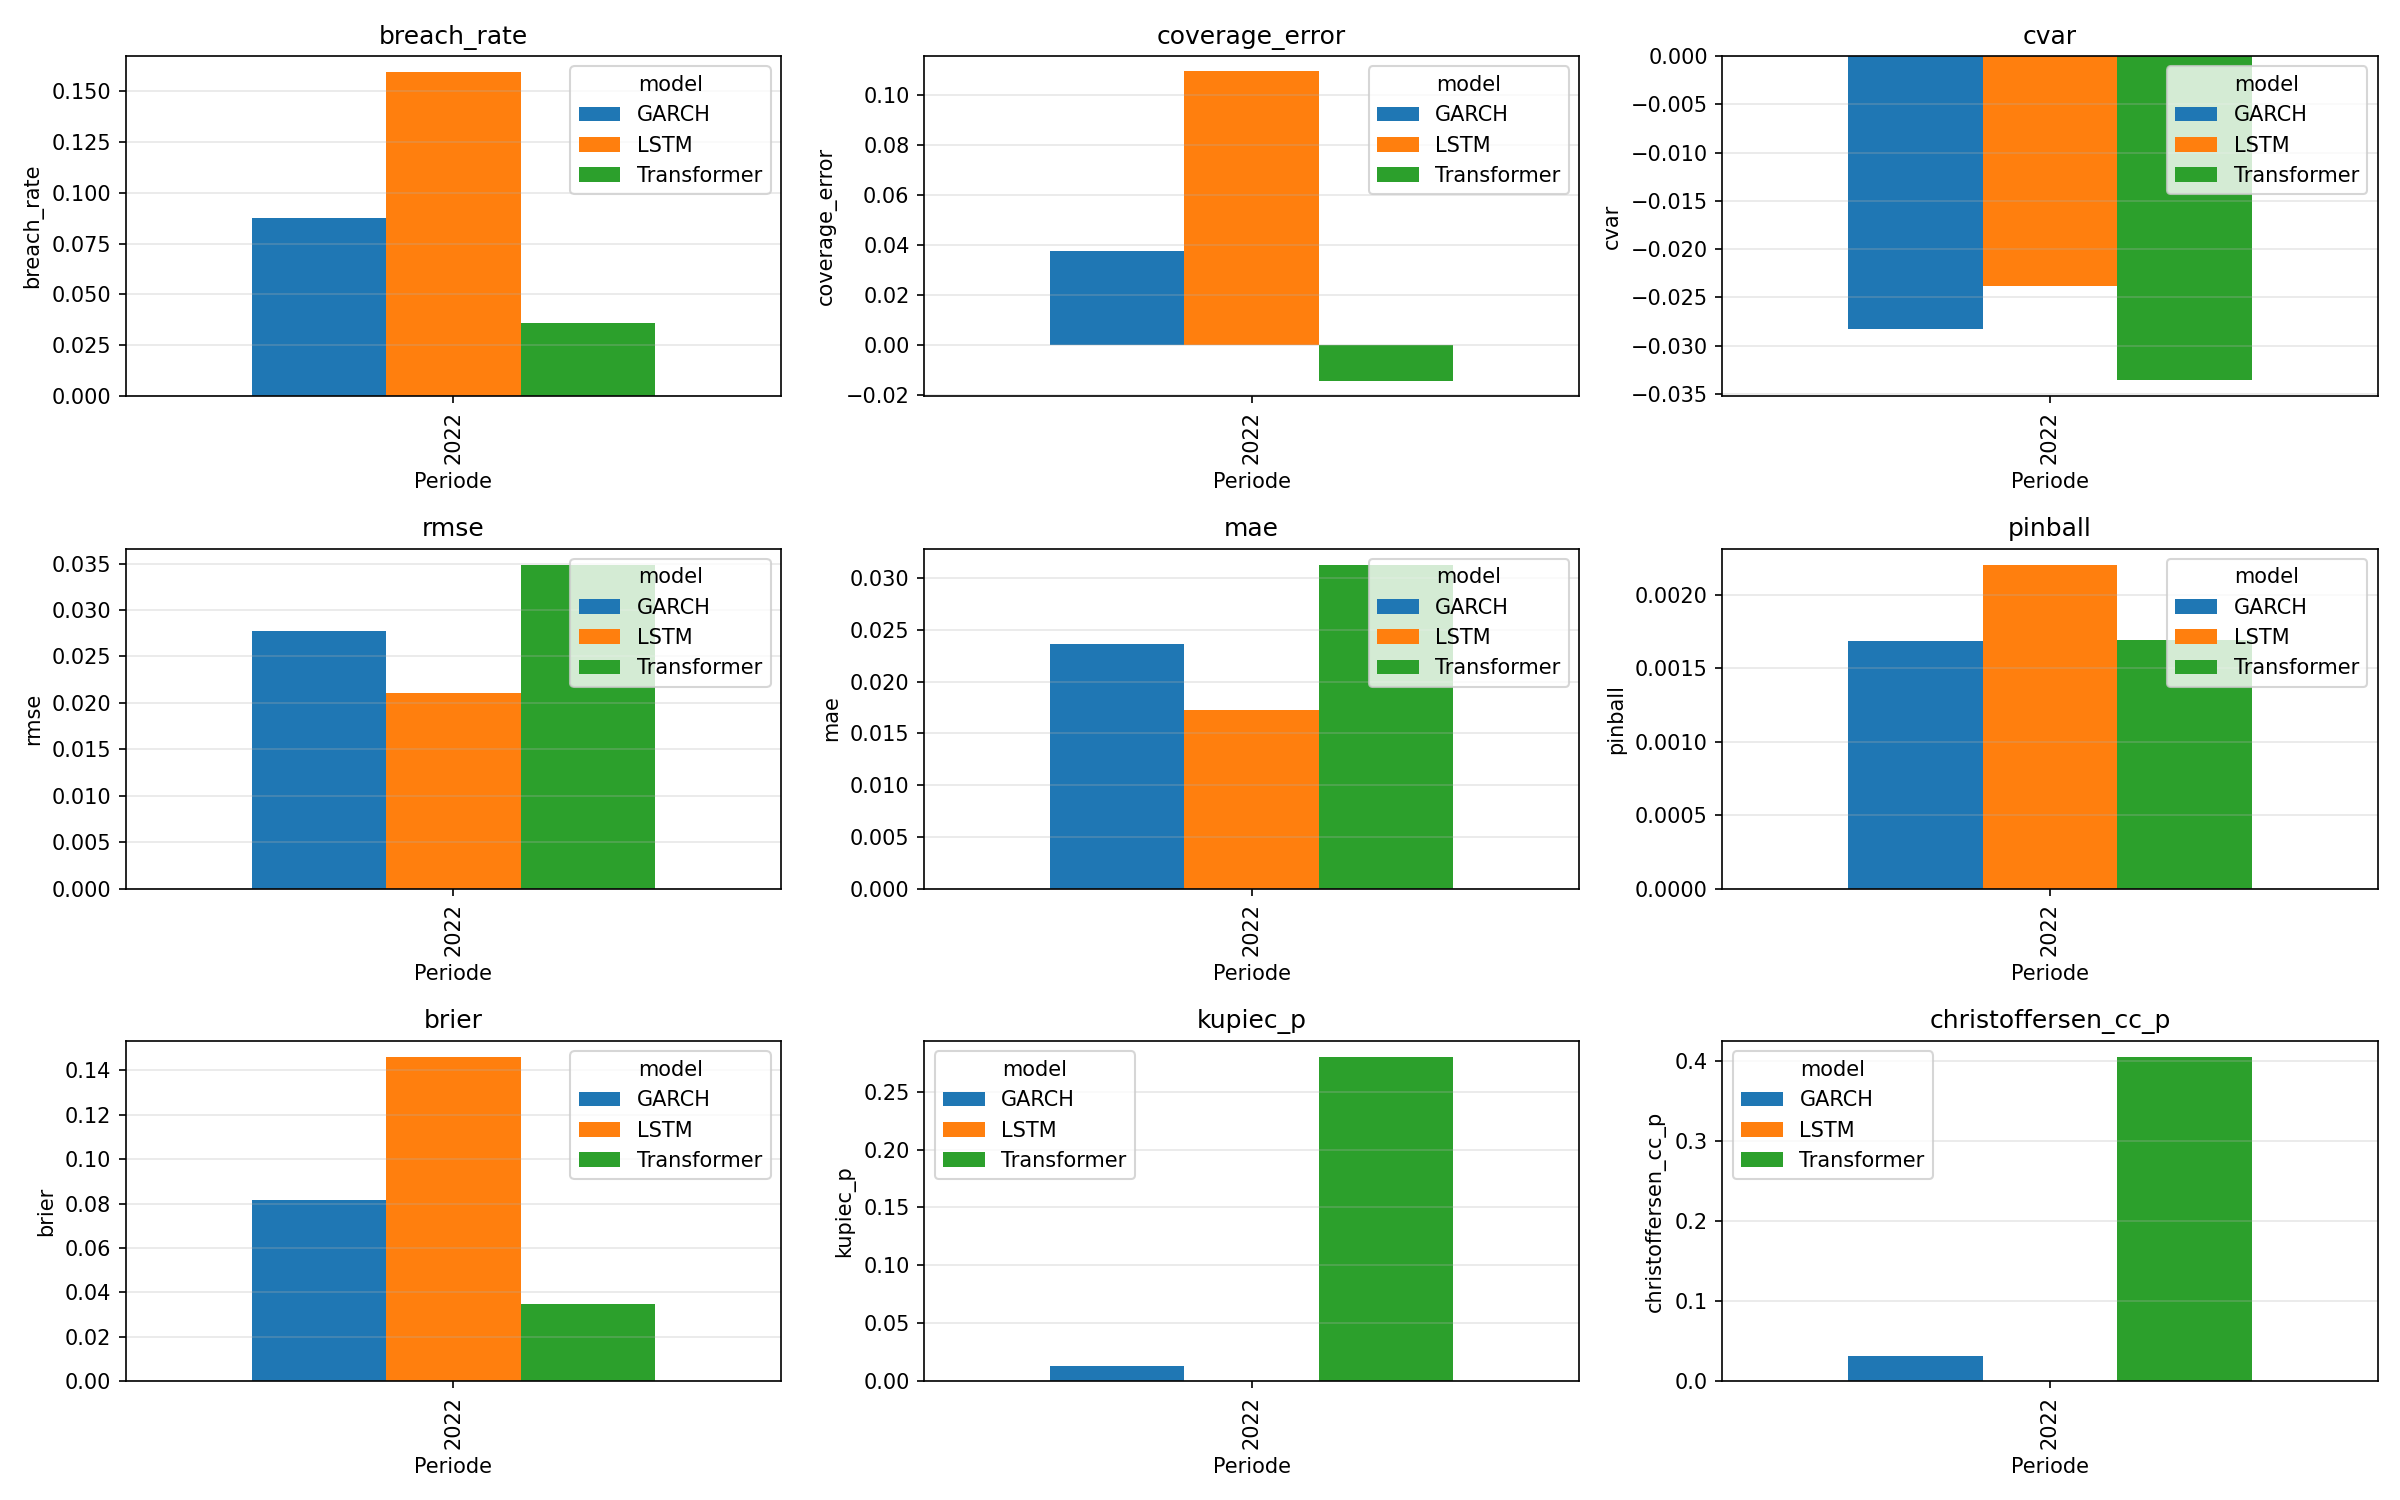 breach_rate
breach_rate
0.150
0.125
0.100
0.075
0.050
0.025
0.000
model
GARCH
LSTM
Transformer
2022
Periode
coverage_error
coverage_error
0.10
0.08
0.06
0.04
0.02
0.00
−0.02
model
GARCH
LSTM
Transformer
2022
Periode
cvar
cvar
0.000
−0.005
−0.010
−0.015
−0.020
−0.025
−0.030
−0.035
model
GARCH
LSTM
Transformer
2022
Periode
rmse
rmse
0.035
0.030
0.025
0.020
0.015
0.010
0.005
0.000
model
GARCH
LSTM
Transformer
2022
Periode
mae
mae
0.030
0.025
0.020
0.015
0.010
0.005
0.000
model
GARCH
LSTM
Transformer
2022
Periode
pinball
pinball
0.0020
0.0015
0.0010
0.0005
0.0000
model
GARCH
LSTM
Transformer
2022
Periode
brier
brier
0.14
0.12
0.10
0.08
0.06
0.04
0.02
0.00
model
GARCH
LSTM
Transformer
2022
Periode
kupiec_p
kupiec_p
0.25
0.20
0.15
0.10
0.05
0.00
model
GARCH
LSTM
Transformer
2022
Periode
christoffersen_cc_p
christoffersen_cc_p
0.4
0.3
0.2
0.1
0.0
model
GARCH
LSTM
Transformer
2022
Periode